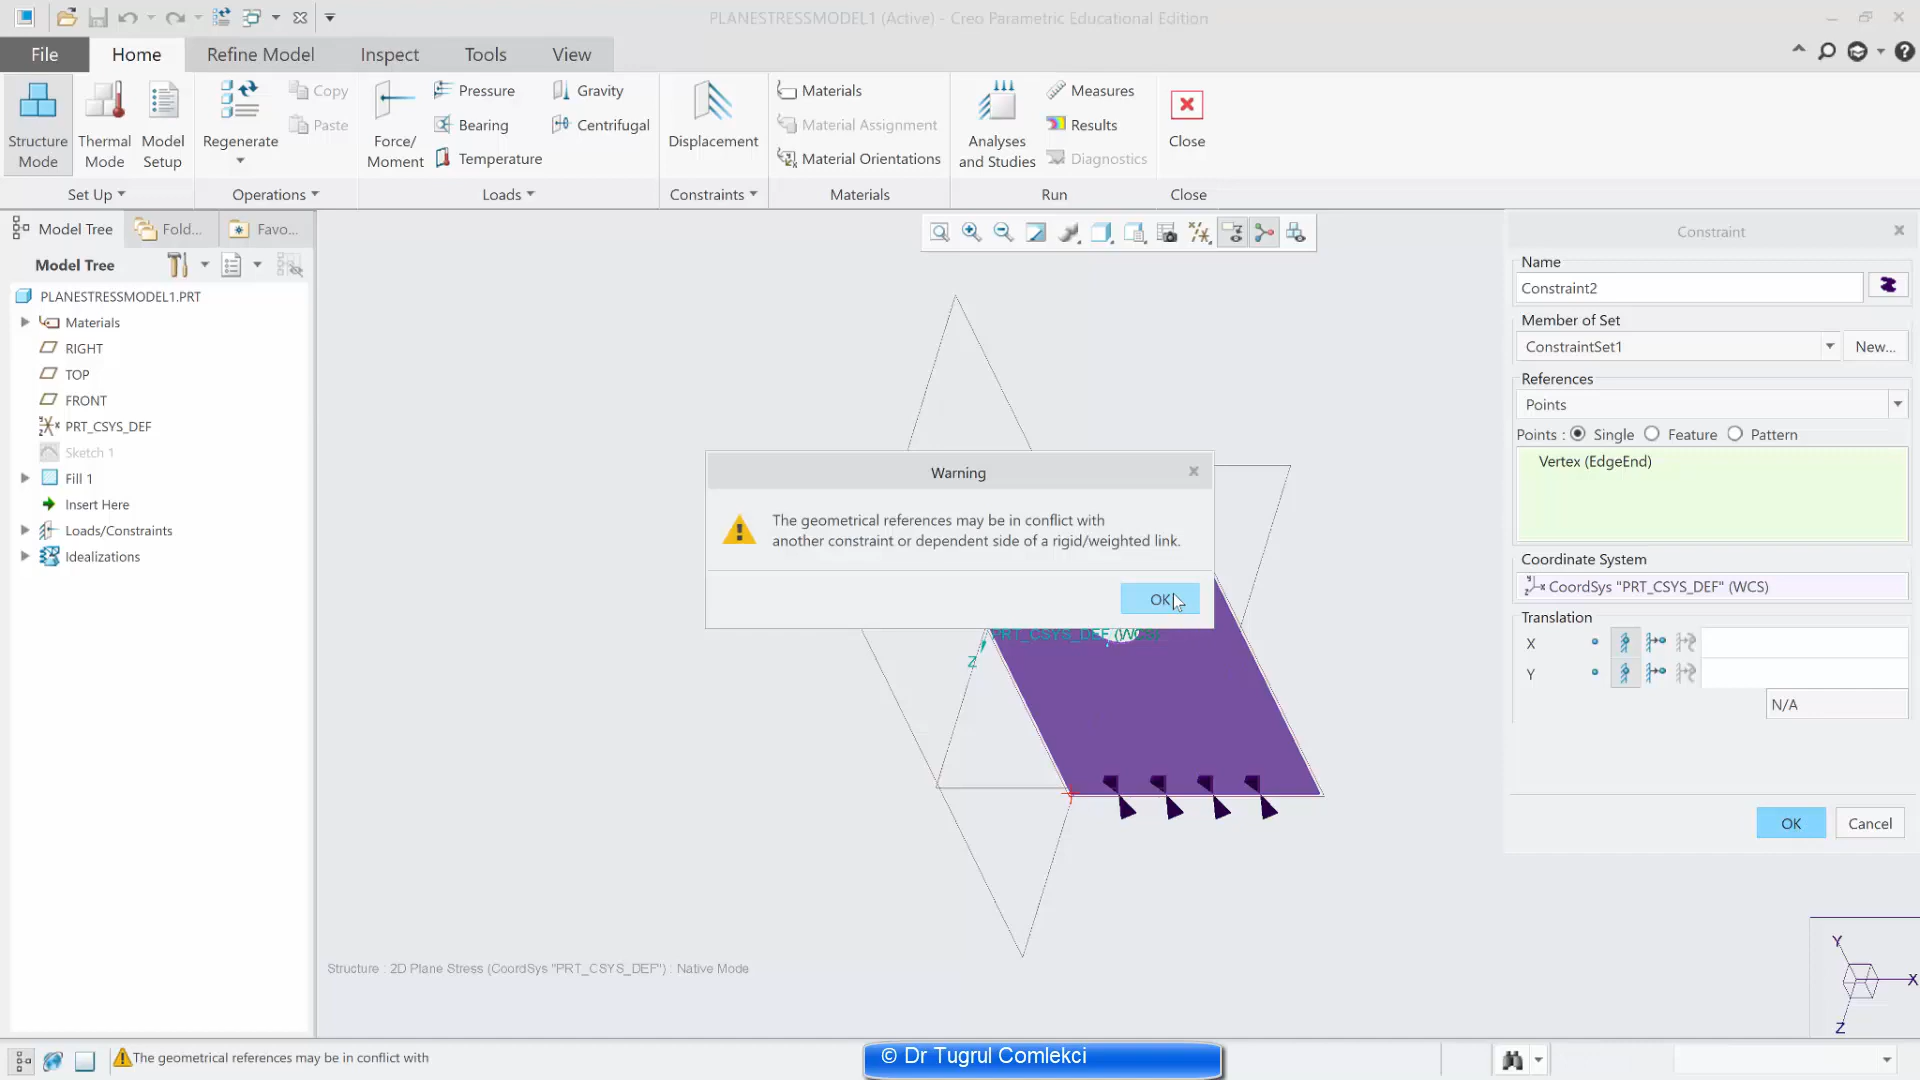 PLANESTRESSMODEL1 (Active) - Creo Parametric Educational Edition
File
Home
Refine Model
Inspect
Tools
View
Structure Mode
Thermal Mode
Model Setup
Regenerate
Copy
Paste
Force/ Moment
Pressure
Bearing
Temperature
Gravity
Centrifugal
Displacement
Materials
Material Assignment
Material Orientations
Analyses and Studies
Measures
Results
Diagnostics
Close
Set Up
Operations
Loads
Constraints
Materials
Run
Close
Model Tree
Fold...
Favo...
Model Tree
PLANESTRESSMODEL1.PRT
Materials
RIGHT
TOP
FRONT
PRT_CSYS_DEF
Sketch 1
Fill 1
Insert Here
Loads/Constraints
Idealizations
Warning
The geometrical references may be in conflict with
another constraint or dependent side of a rigid/weighted link.
OK
PRT_CSYS_DEF (WCS)
Z
Structure : 2D Plane Stress (CoordSys "PRT_CSYS_DEF") : Native Mode
Constraint
Name
Constraint2
Member of Set
ConstraintSet1
New...
References
Points
Points : Single Feature Pattern
Vertex (EdgeEnd)
Coordinate System
CoordSys "PRT_CSYS_DEF" (WCS)
Translation
X
Y
N/A
OK
Cancel
Y
X
Z
The geometrical references may be in conflict with
© Dr Tugrul Comlekci